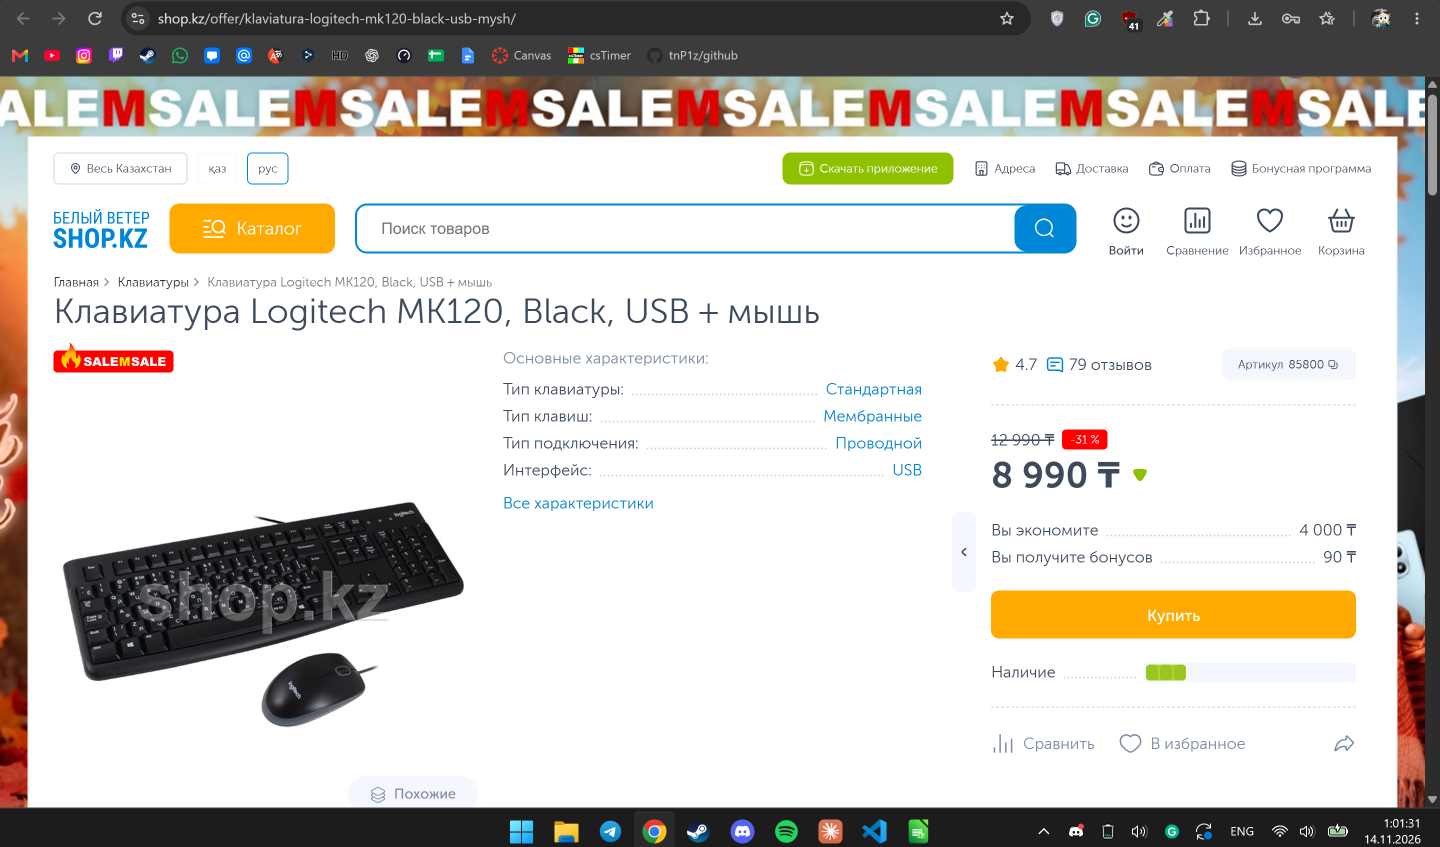 shop.kz/offer/klaviatura-logitech-mk120-black-usb-mysh/
41
HD
Canvas
csTimer
tnP1z/github
ALEMSALEMSALEMSALEMSALEMSALEMSALEMSALE
Весь Казахстан
қаз
рус
Скачать приложение
Адреса
Доставка
Оплата
Бонусная программа
БЕЛЫЙ ВЕТЕР
SHOP.KZ
Каталог
Поиск товаров
Войти
Сравнение
Избранное
Корзина
Главная > Клавиатуры > Клавиатура Logitech MK120, Black, USB + мышь
Клавиатура Logitech MK120, Black, USB + мышь
SALEMSALE
Основные характеристики:
Тип клавиатуры: Стандартная
Тип клавиш: Мембранные
Тип подключения: Проводной
Интерфейс: USB
Все характеристики
4.7
79 отзывов
Артикул 85800
12 990 ₸
-31 %
8 990 ₸
Вы экономите 4 000 ₸
Вы получите бонусов 90 ₸
Купить
Наличие
Сравнить
В избранное
logitech
shop.kz
logitech
Похожие
ENG
1:01:31
14.11.2026